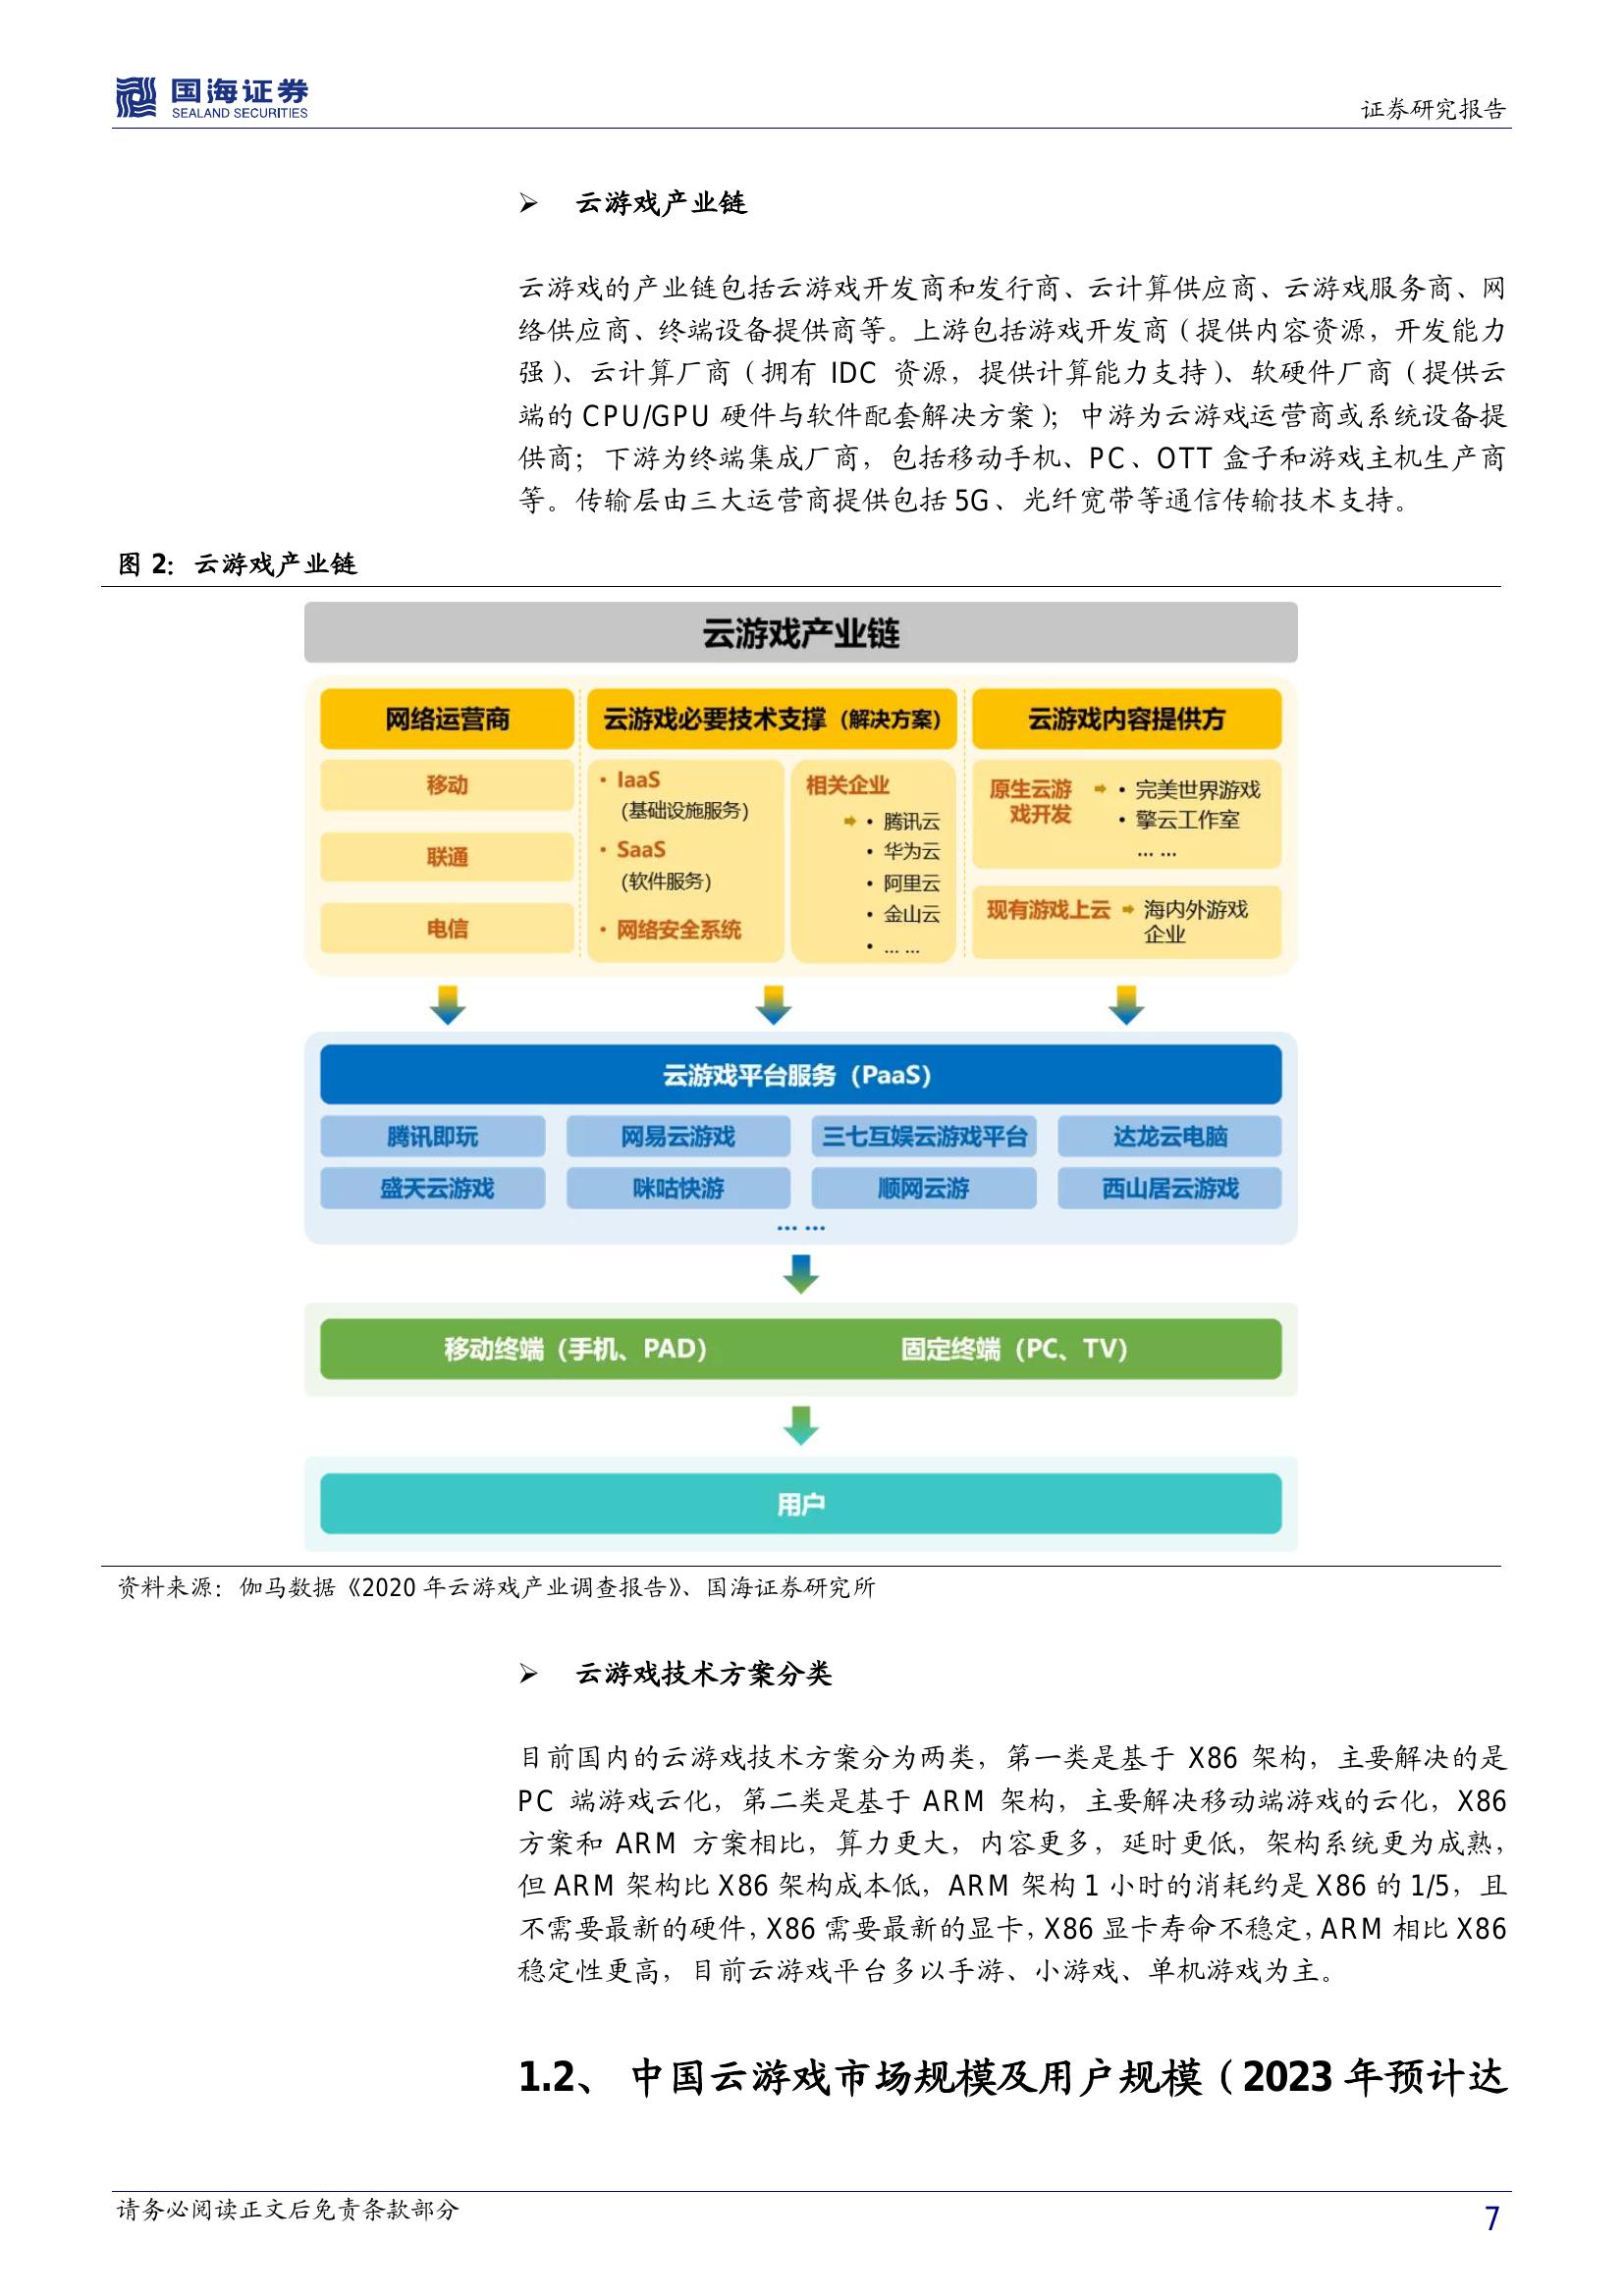 国海证券
SEALAND SECURITIES
证券研究报告
➢ 云游戏产业链
云游戏的产业链包括云游戏开发商和发行商、云计算供应商、云游戏服务商、网
络供应商、终端设备提供商等。上游包括游戏开发商（提供内容资源，开发能力
强）、云计算厂商（拥有 IDC 资源，提供计算能力支持）、软硬件厂商（提供云
端的 CPU/GPU 硬件与软件配套解决方案）；中游为云游戏运营商或系统设备提
供商；下游为终端集成厂商，包括移动手机、PC、OTT 盒子和游戏主机生产商
等。传输层由三大运营商提供包括 5G、光纤宽带等通信传输技术支持。
图 2：云游戏产业链
云游戏产业链
网络运营商
移动
联通
电信
云游戏必要技术支撑（解决方案）
• IaaS
（基础设施服务）
• SaaS
（软件服务）
• 网络安全系统
相关企业
• 腾讯云
• 华为云
• 阿里云
• 金山云
• ... ...
云游戏内容提供方
原生云游
戏开发
• 完美世界游戏
• 擎云工作室
... ...
现有游戏上云
海内外游戏
企业
云游戏平台服务（PaaS）
腾讯即玩 网易云游戏 三七互娱云游戏平台 达龙云电脑
盛天云游戏 咪咕快游 顺网云游 西山居云游戏
... ...
移动终端（手机、PAD） 固定终端（PC、TV）
用户
资料来源：伽马数据《2020 年云游戏产业调查报告》、国海证券研究所
➢ 云游戏技术方案分类
目前国内的云游戏技术方案分为两类，第一类是基于 X86 架构，主要解决的是
PC 端游戏云化，第二类是基于 ARM 架构，主要解决移动端游戏的云化，X86
方案和 ARM 方案相比，算力更大，内容更多，延时更低，架构系统更为成熟，
但 ARM 架构比 X86 架构成本低，ARM 架构 1 小时的消耗约是 X86 的 1/5，且
不需要最新的硬件，X86 需要最新的显卡，X86 显卡寿命不稳定，ARM 相比 X86
稳定性更高，目前云游戏平台多以手游、小游戏、单机游戏为主。
1.2、 中国云游戏市场规模及用户规模（2023 年预计达
请务必阅读正文后免责条款部分
7